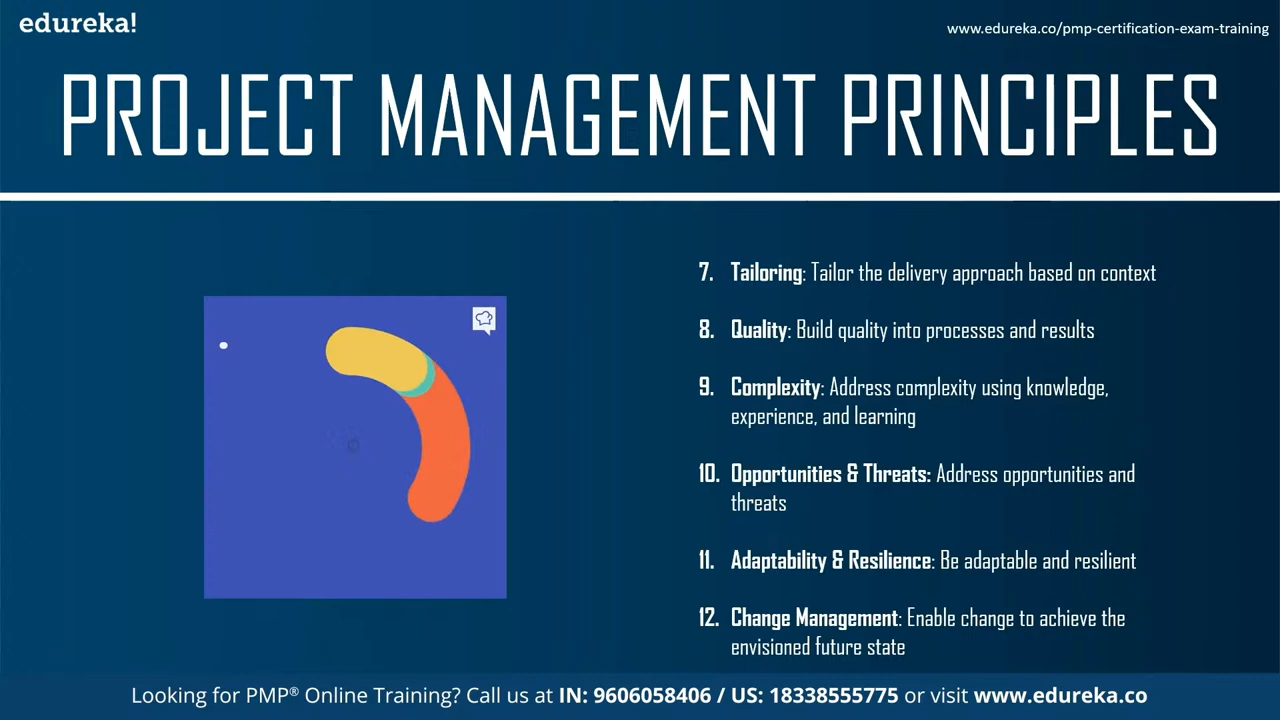 edureka!
www.edureka.co/pmp-certification-exam-training
PROJECT MANAGEMENT PRINCIPLES
7. Tailoring: Tailor the delivery approach based on context
8. Quality: Build quality into processes and results
9. Complexity: Address complexity using knowledge,
experience, and learning
10. Opportunities & Threats: Address opportunities and
threats
11. Adaptability & Resilience: Be adaptable and resilient
12. Change Management: Enable change to achieve the
envisioned future state
Looking for PMP® Online Training? Call us at IN: 9606058406 / US: 18338555775 or visit www.edureka.co